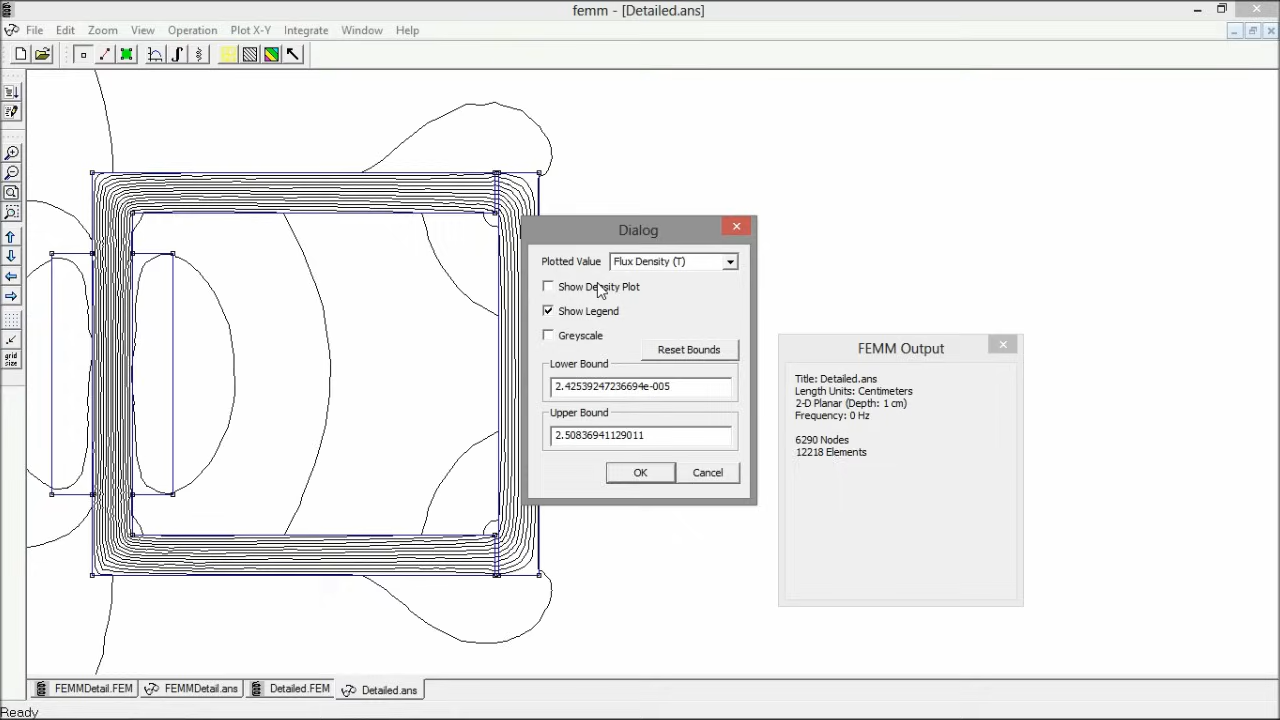 femm - [Detailed.ans]
File Edit Zoom View Operation Plot X-Y Integrate Window Help
Dialog
Plotted Value Flux Density (T)
Show Density Plot
Show Legend
Greyscale
Reset Bounds
Lower Bound
2.42539247236694e-005
Upper Bound
2.50836941129011
OK Cancel
FEMM Output
Title: Detailed.ans
Length Units: Centimeters
2-D Planar (Depth: 1 cm)
Frequency: 0 Hz
6290 Nodes
12218 Elements
grid
size
FEMMDetail.FEM FEMMDetail.ans Detailed.FEM Detailed.ans
Ready